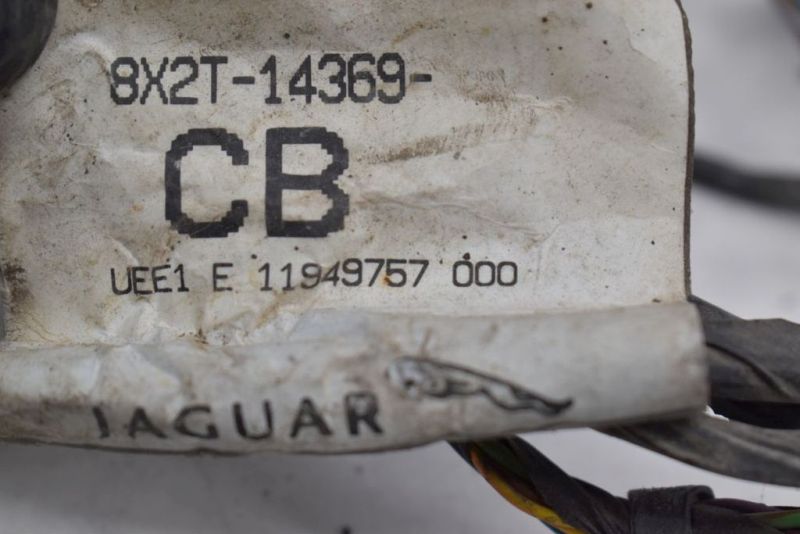 8X2T-14369-
CB
UEE1 E 11949757 000
JAGUAR